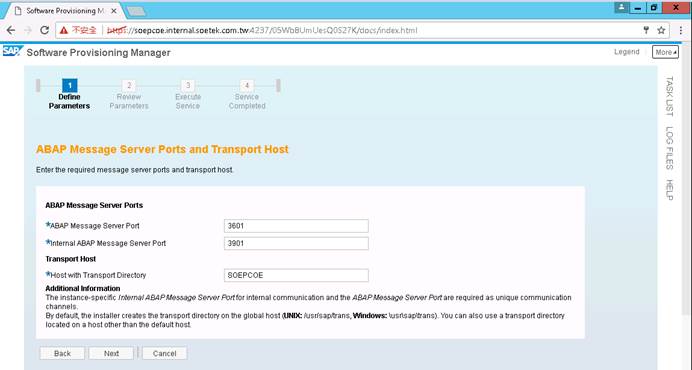 Software Provisioning M
不安全
https://soepcoe.internal.soetek.com.tw:4237/05WbBUmUesQ0S27K/docs/index.html
SAP
Software Provisioning Manager
Legend
More
1
Define Parameters
2
Review Parameters
3
Execute Service
4
Service Completed
TASK LIST
LOG FILES
HELP
ABAP Message Server Ports and Transport Host
Enter the required message server ports and transport host.
ABAP Message Server Ports
*ABAP Message Server Port 3601
*Internal ABAP Message Server Port 3901
Transport Host
*Host with Transport Directory SOEPCOE
Additional Information
The instance-specific Internal ABAP Message Server Port for internal communication and the ABAP Message Server Port are required as unique communication
channels.
By default, the installer creates the transport directory on the global host (UNIX: /usr/sap/trans, Windows: \usr\sap\trans). You can also use a transport directory
located on a host other than the default host.
Back
Next
Cancel